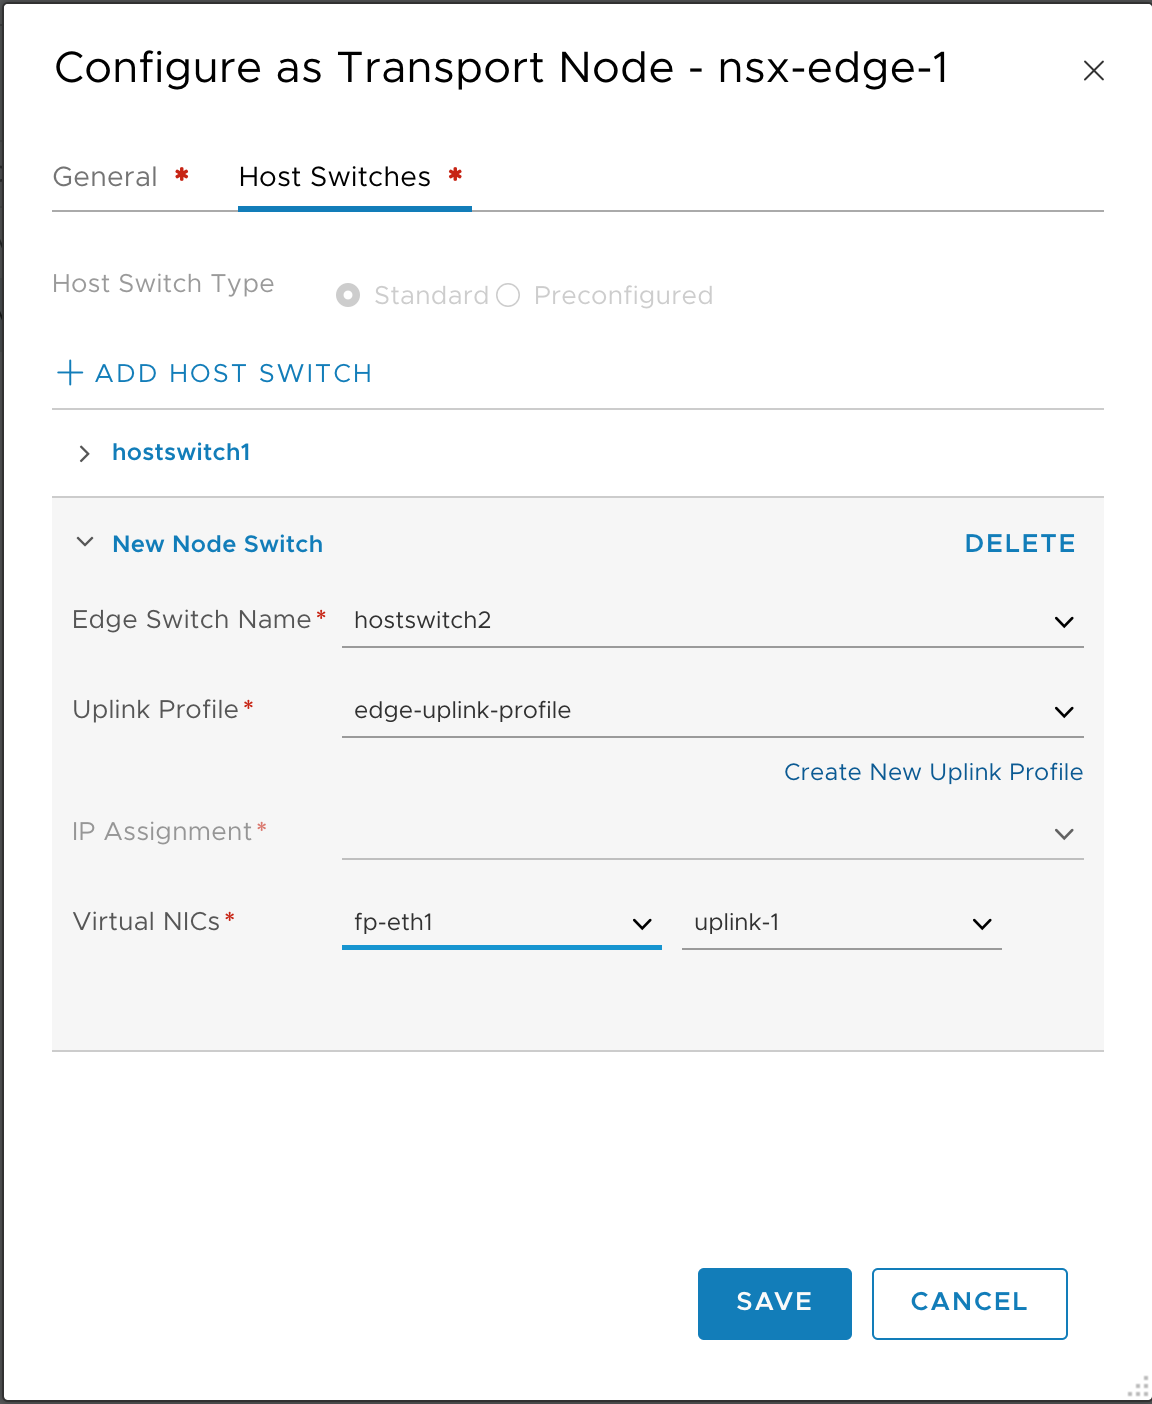 Configure as Transport Node - nsx-edge-1
General * Host Switches *
Host Switch Type Standard Preconfigured
ADD HOST SWITCH
hostswitch1
New Node Switch DELETE
Edge Switch Name* hostswitch2
Uplink Profile* edge-uplink-profile
Create New Uplink Profile
IP Assignment*
Virtual NICs* fp-eth1 uplink-1
SAVE CANCEL